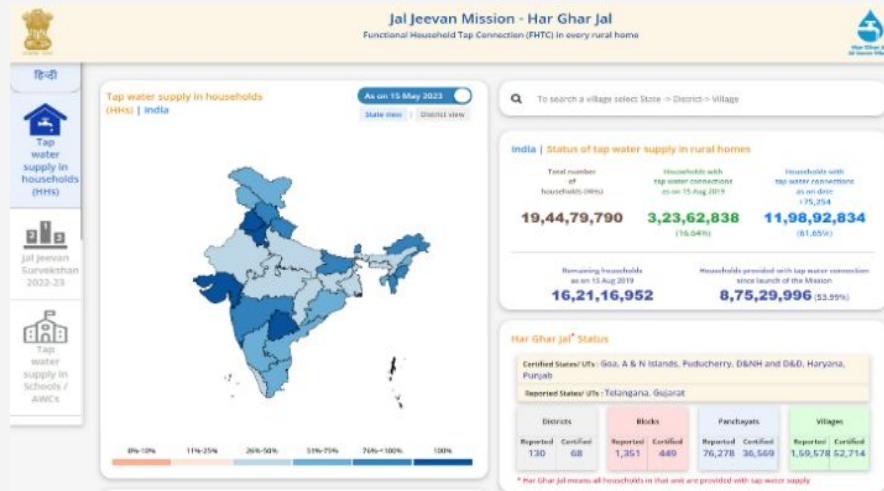 Jal Jeevan Mission - Har Ghar Jal
Functional Household Tap Connection (FHTC) in every rural home
Har Ghar Jal
हिन्दी
Tap
water
supply in
households
(HHs)
Jal Jeevan
Survekshan
2022-23
Tap
water
supply in
Schools /
AWCs
Tap water supply in households
(HHs) | India
As on 15 May 2023
State view | District view
0%-10% 11%-25% 26%-50% 51%-75% 76%-<100% 100%
To search a village select State -> District-> Village
India | Status of tap water supply in rural homes
Total number
of
households (HHs)
19,44,79,790
Households with
tap water connections
as on 15 Aug 2019
3,23,62,838
(16.64%)
Households with
tap water connections
as on date
↑75,254
11,98,92,834
(61.65%)
Remaining households
as on 15 Aug 2019
16,21,16,952
Households provided with tap water connection
since launch of the Mission
8,75,29,996 (53.99%)
Har Ghar Jal* Status
Certified States/ UTs : Goa, A & N Islands, Puducherry, D&NH and D&D, Haryana,
Punjab
Reported States/ UTs : Telangana, Gujarat
Districts
Reported Certified
130 68
Blocks
Reported Certified
1,351 449
Panchayats
Reported Certified
76,278 36,569
Villages
Reported Certified
1,59,578 52,714
* Har Ghar Jal means all households in that unit are provided with tap water supply